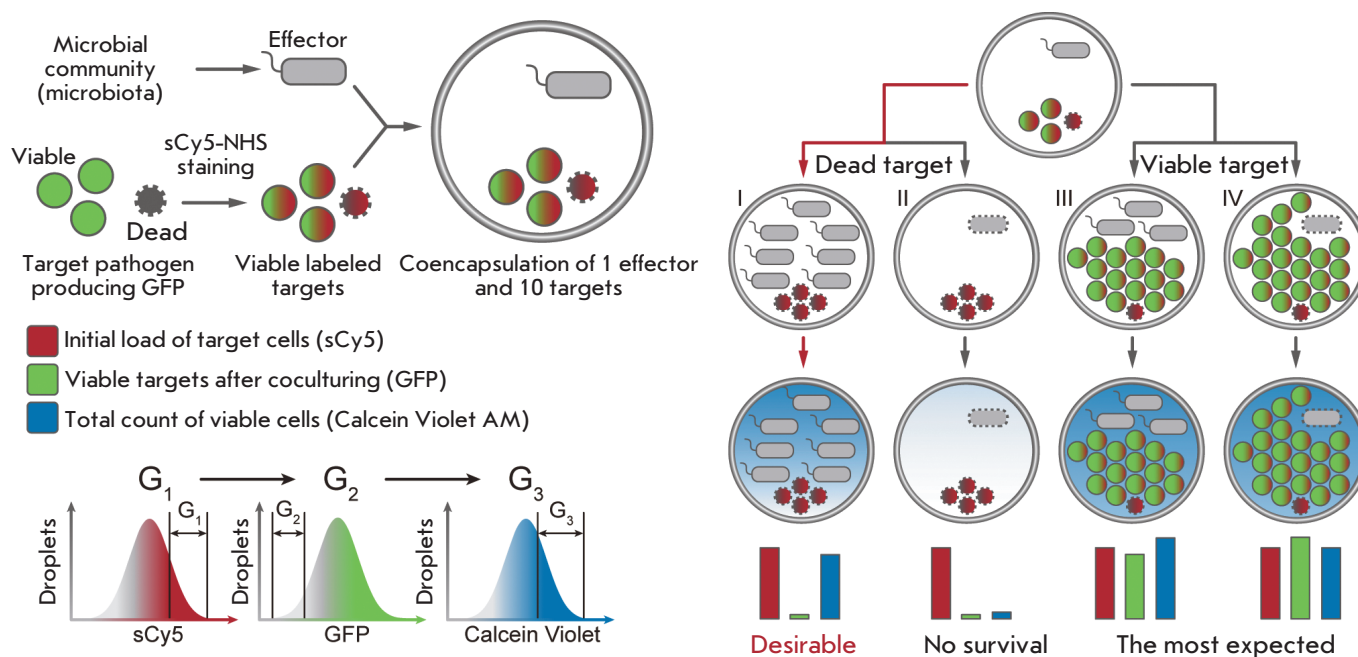 Microbial
community
(microbiota)
Effector
Viable
sCy5-NHS
staining
Dead
Target pathogen
producing GFP
Viable labeled
targets
Coencapsulation of 1 effector
and 10 targets
Initial load of target cells (sCy5)
Viable targets after coculturing (GFP)
Total count of viable cells (Calcein Violet AM)
G1
G2
G3
Droplets
G1
sCy5
Droplets
G2
GFP
Droplets
G3
Calcein Violet
Dead target
Viable target
I
II
III
IV
Desirable
No survival
The most expected